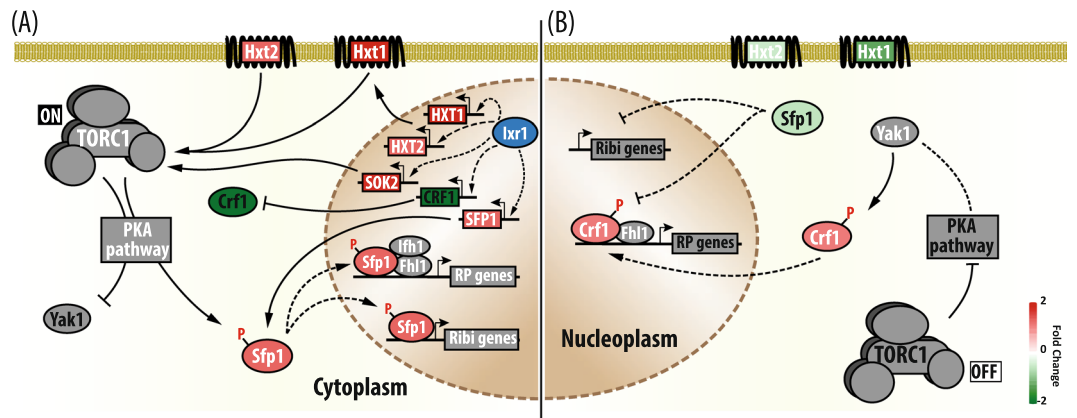 (A)
Hxt2
Hxt1
ON
TORC1
HXT1
HXT2
Ixr1
SOK2
CRF1
Crf1
SFP1
PKA
pathway
P
Sfp1
Ifh1
Fhl1
RP genes
Yak1
P
Sfp1
Ribi genes
P
Sfp1
Cytoplasm
(B)
Hxt2
Hxt1
Sfp1
Yak1
Ribi genes
P
Crf1
Fhl1
RP genes
P
Crf1
PKA
pathway
Nucleoplasm
TORC1
OFF
2
0
-2
Fold Change